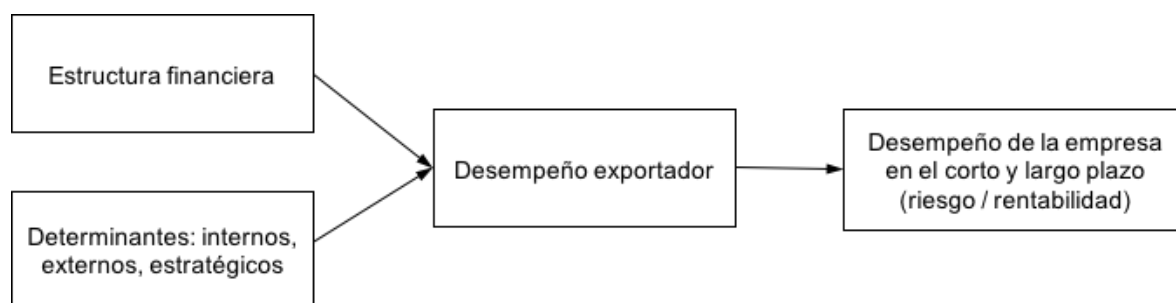 Estructura financiera
Determinantes: internos,
externos, estratégicos
Desempeño exportador
Desempeño de la empresa
en el corto y largo plazo
(riesgo / rentabilidad)